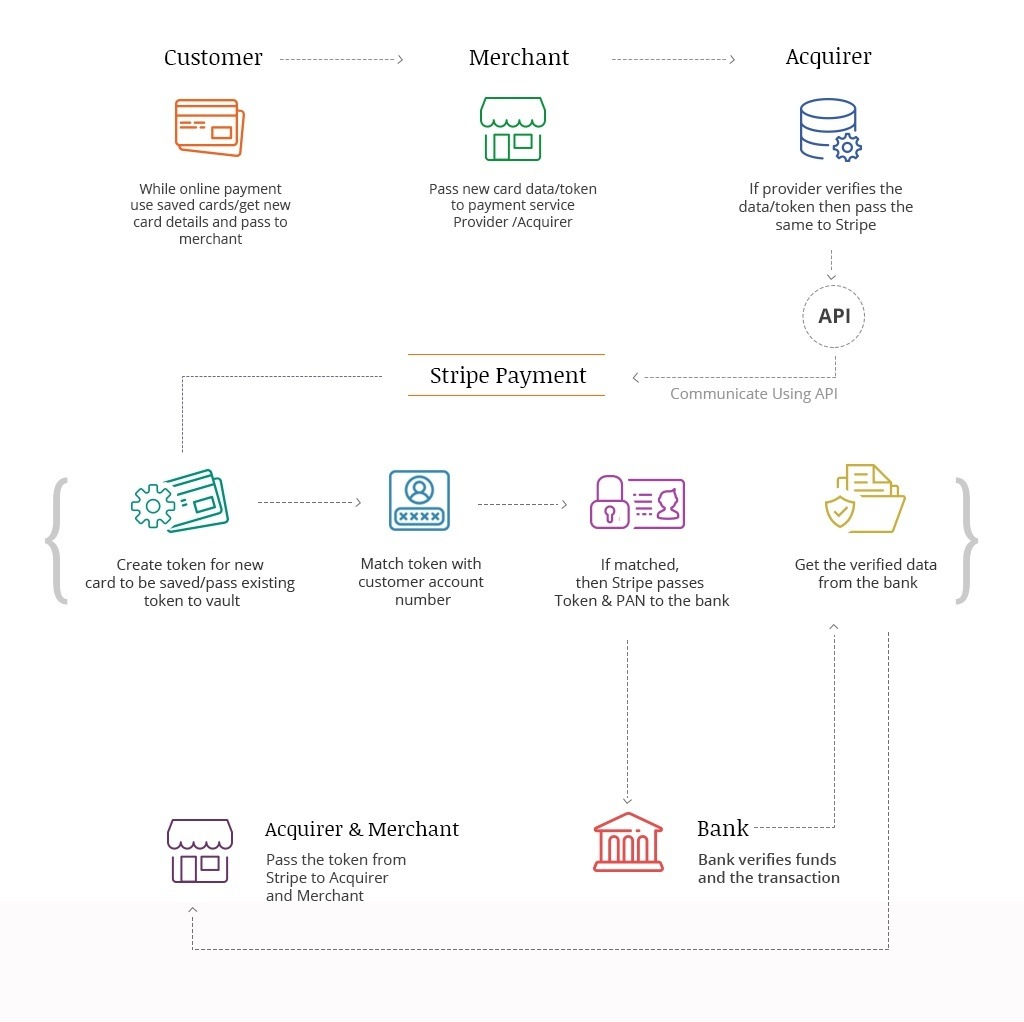 Customer
Merchant
Acquirer
While online payment
use saved cards/get new
card details and pass to
merchant
Pass new card data/token
to payment service
Provider /Acquirer
If provider verifies the
data/token then pass the
same to Stripe
API
Stripe Payment
Communicate Using API
Create token for new
card to be saved/pass existing
token to vault
Match token with
customer account
number
If matched,
then Stripe passes
Token & PAN to the bank
Get the verified data
from the bank
Acquirer & Merchant
Pass the token from
Stripe to Acquirer
and Merchant
Bank
Bank verifies funds
and the transaction